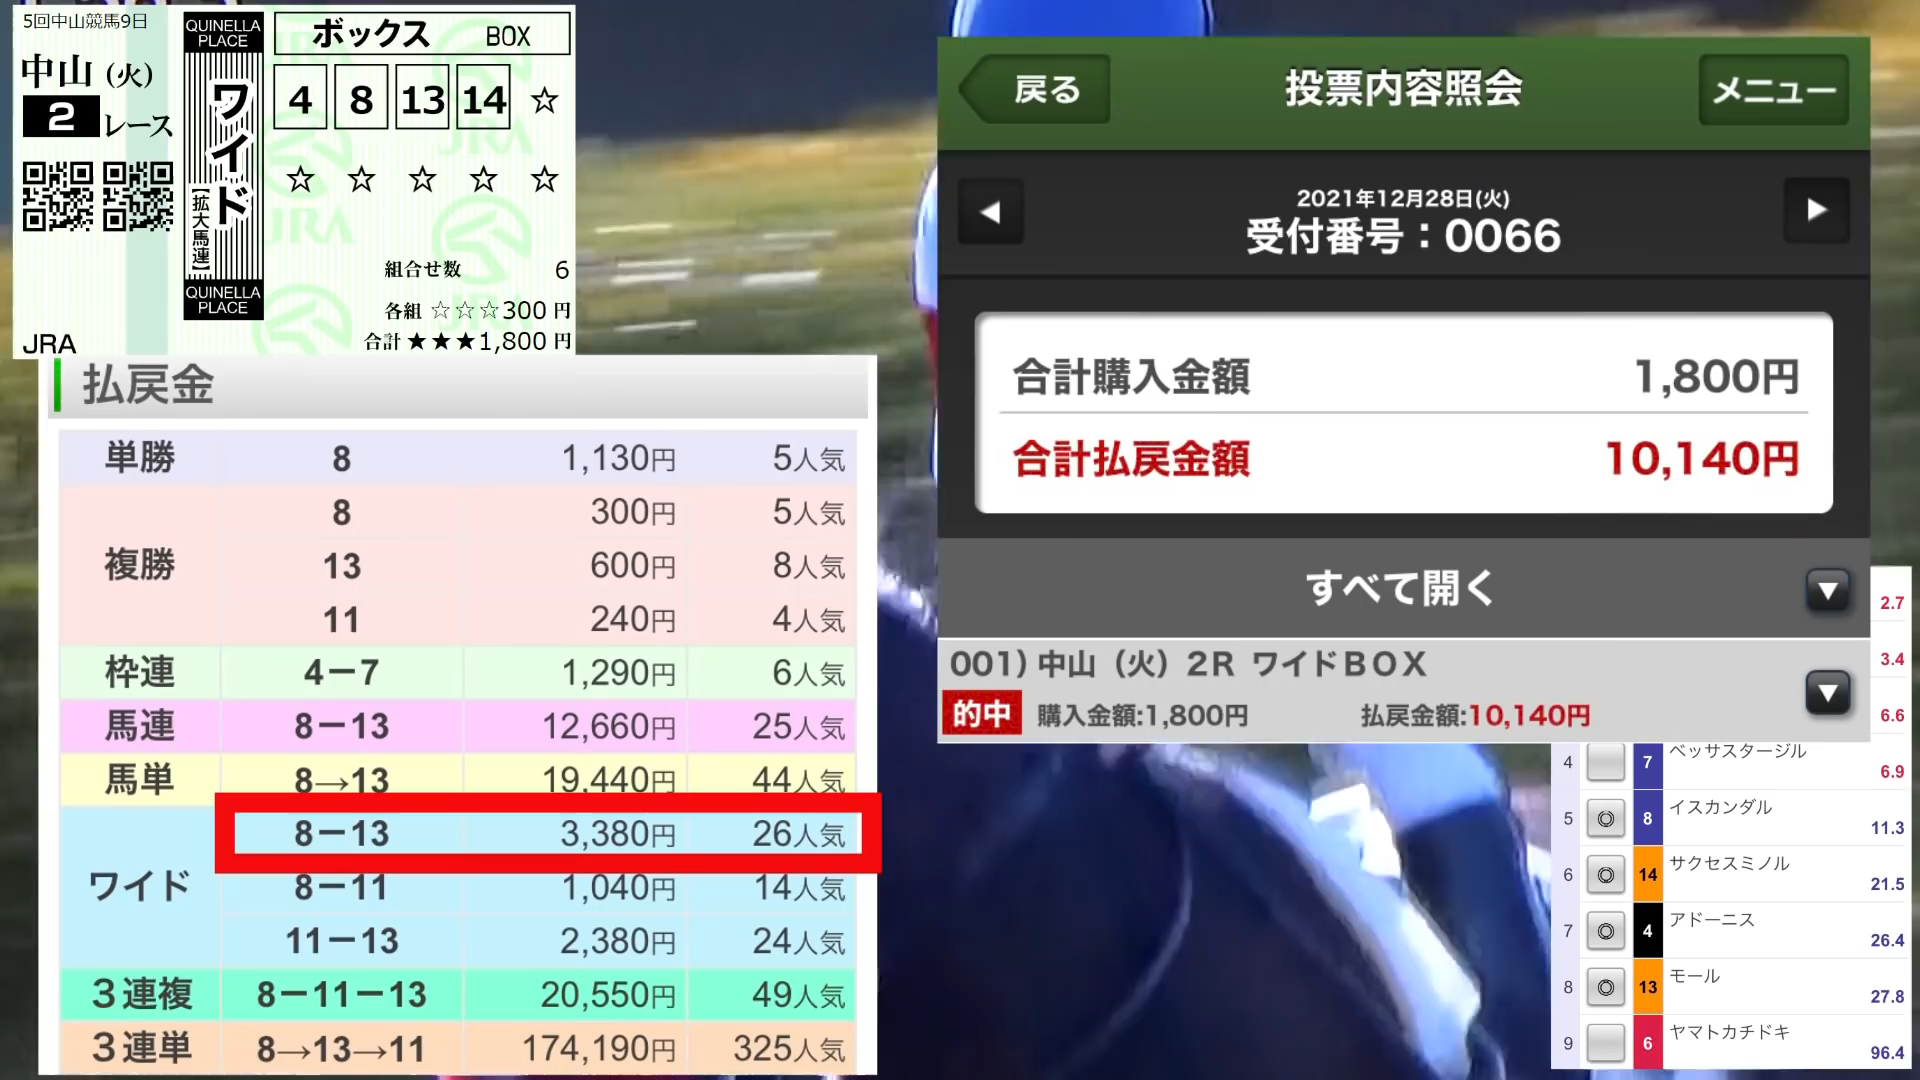 5回中山競馬9日
中山 (火)
2 レース
JRA
QUINELLA
PLACE
ワイド
【拡大馬連】
QUINELLA
PLACE
ボックス BOX
4 8 13 14 ☆
☆ ☆ ☆ ☆ ☆
組合せ数 6
各組 ☆☆☆300円
合計 ★★★1,800円
払戻金
単勝 8 1,130円 5人気
複勝
8 300円 5人気
13 600円 8人気
11 240円 4人気
枠連 4－7 1,290円 6人気
馬連 8－13 12,660円 25人気
馬単 8→13 19,440円 44人気
ワイド
8－13 3,380円 26人気
8－11 1,040円 14人気
11－13 2,380円 24人気
3連複 8－11－13 20,550円 49人気
3連単 8→13→11 174,190円 325人気
戻る
投票内容照会
メニュー
◀
2021年12月28日(火)
受付番号：0066
▶
合計購入金額 1,800円
合計払戻金額 10,140円
すべて開く ▼
001) 中山（火）2R ワイドBOX
的中 購入金額:1,800円 払戻金額:10,140円
▼
2.7
3.4
6.6
4 7 ベッサスタージル 6.9
5 ◎ 8 イスカンダル 11.3
6 ◎ 14 サクセスミノル 21.5
7 ◎ 4 アドーニス 26.4
8 ◎ 13 モール 27.8
9 6 ヤマトカチドキ 96.4